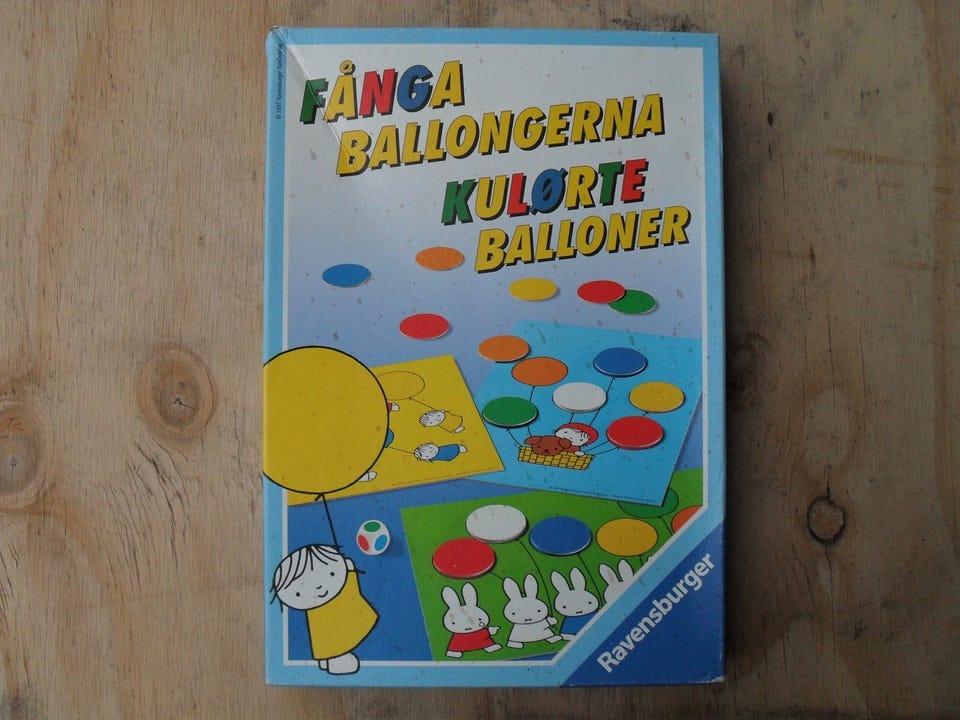 FÅNGA
BALLONGERNA
KULØRTE
BALLONER
Ravensburger